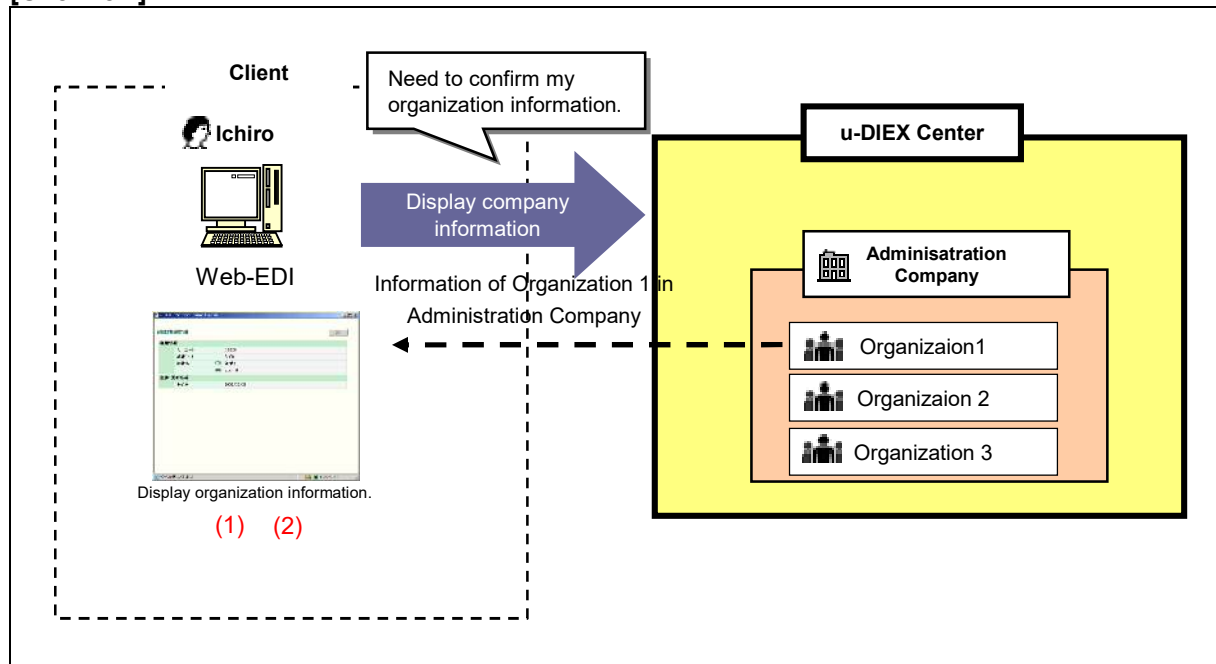 Client
Need to confirm my
organization information.
Ichiro
u-DIEX Center
Display company
information
Adminisatration
Company
Web-EDI
Information of Organization 1 in
Administration Company
Organizaion1
Organizaion 2
Organization 3
Display organization information.
(1) (2)